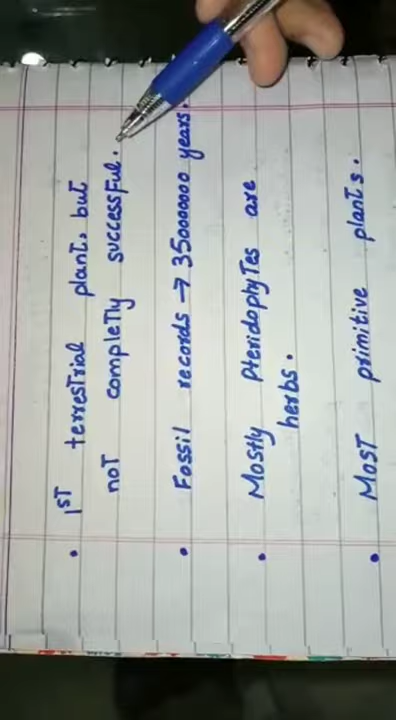 • 1ST terresTrial planT, buT
noT completly successful.
• Fossil records → 350000000 years.
• Mostly PteridophyTes are
herbs.
• MosT primitive planTs.